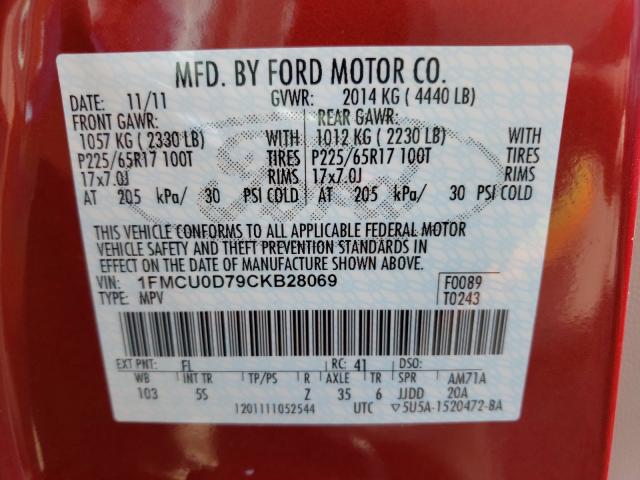 MFD. BY FORD MOTOR CO.
DATE: 11/11 GVWR: 2014 KG ( 4440 LB)
FRONT GAWR: REAR GAWR:
1057 KG ( 2330 LB) WITH 1012 KG ( 2230 LB) WITH
P225/65R17 100T TIRES P225/65R17 100T TIRES
17x7.0J RIMS 17x7.0J RIMS
AT 205 kPa/ 30 PSI COLD AT 205 kPa/ 30 PSI COLD
THIS VEHICLE CONFORMS TO ALL APPLICABLE FEDERAL MOTOR
VEHICLE SAFETY AND THEFT PREVENTION STANDARDS IN
EFFECT ON THE DATE OF MANUFACTURE SHOWN ABOVE.
VIN: 1FMCU0D79CKB28069 F0089
TYPE: MPV T0243
EXT PNT: FL RC: 41 DSO:
WB INT TR TP/PS R AXLE TR SPR AM71A
103 5S Z 35 6 JJDD 20A
1201111052544 UTC ▽5U5A-1520472-BA
Ford